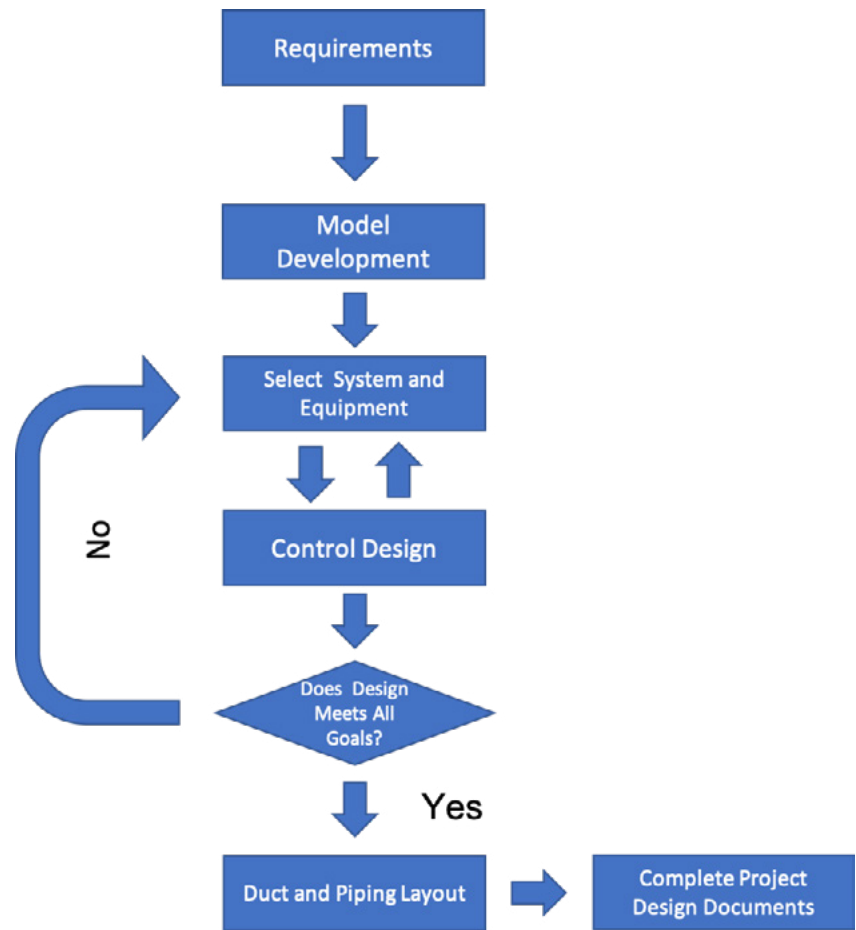 Requirements
Model
Development
Select System and
Equipment
Control Design
No
Does Design
Meets All
Goals?
Yes
Duct and Piping Layout
Complete Project
Design Documents